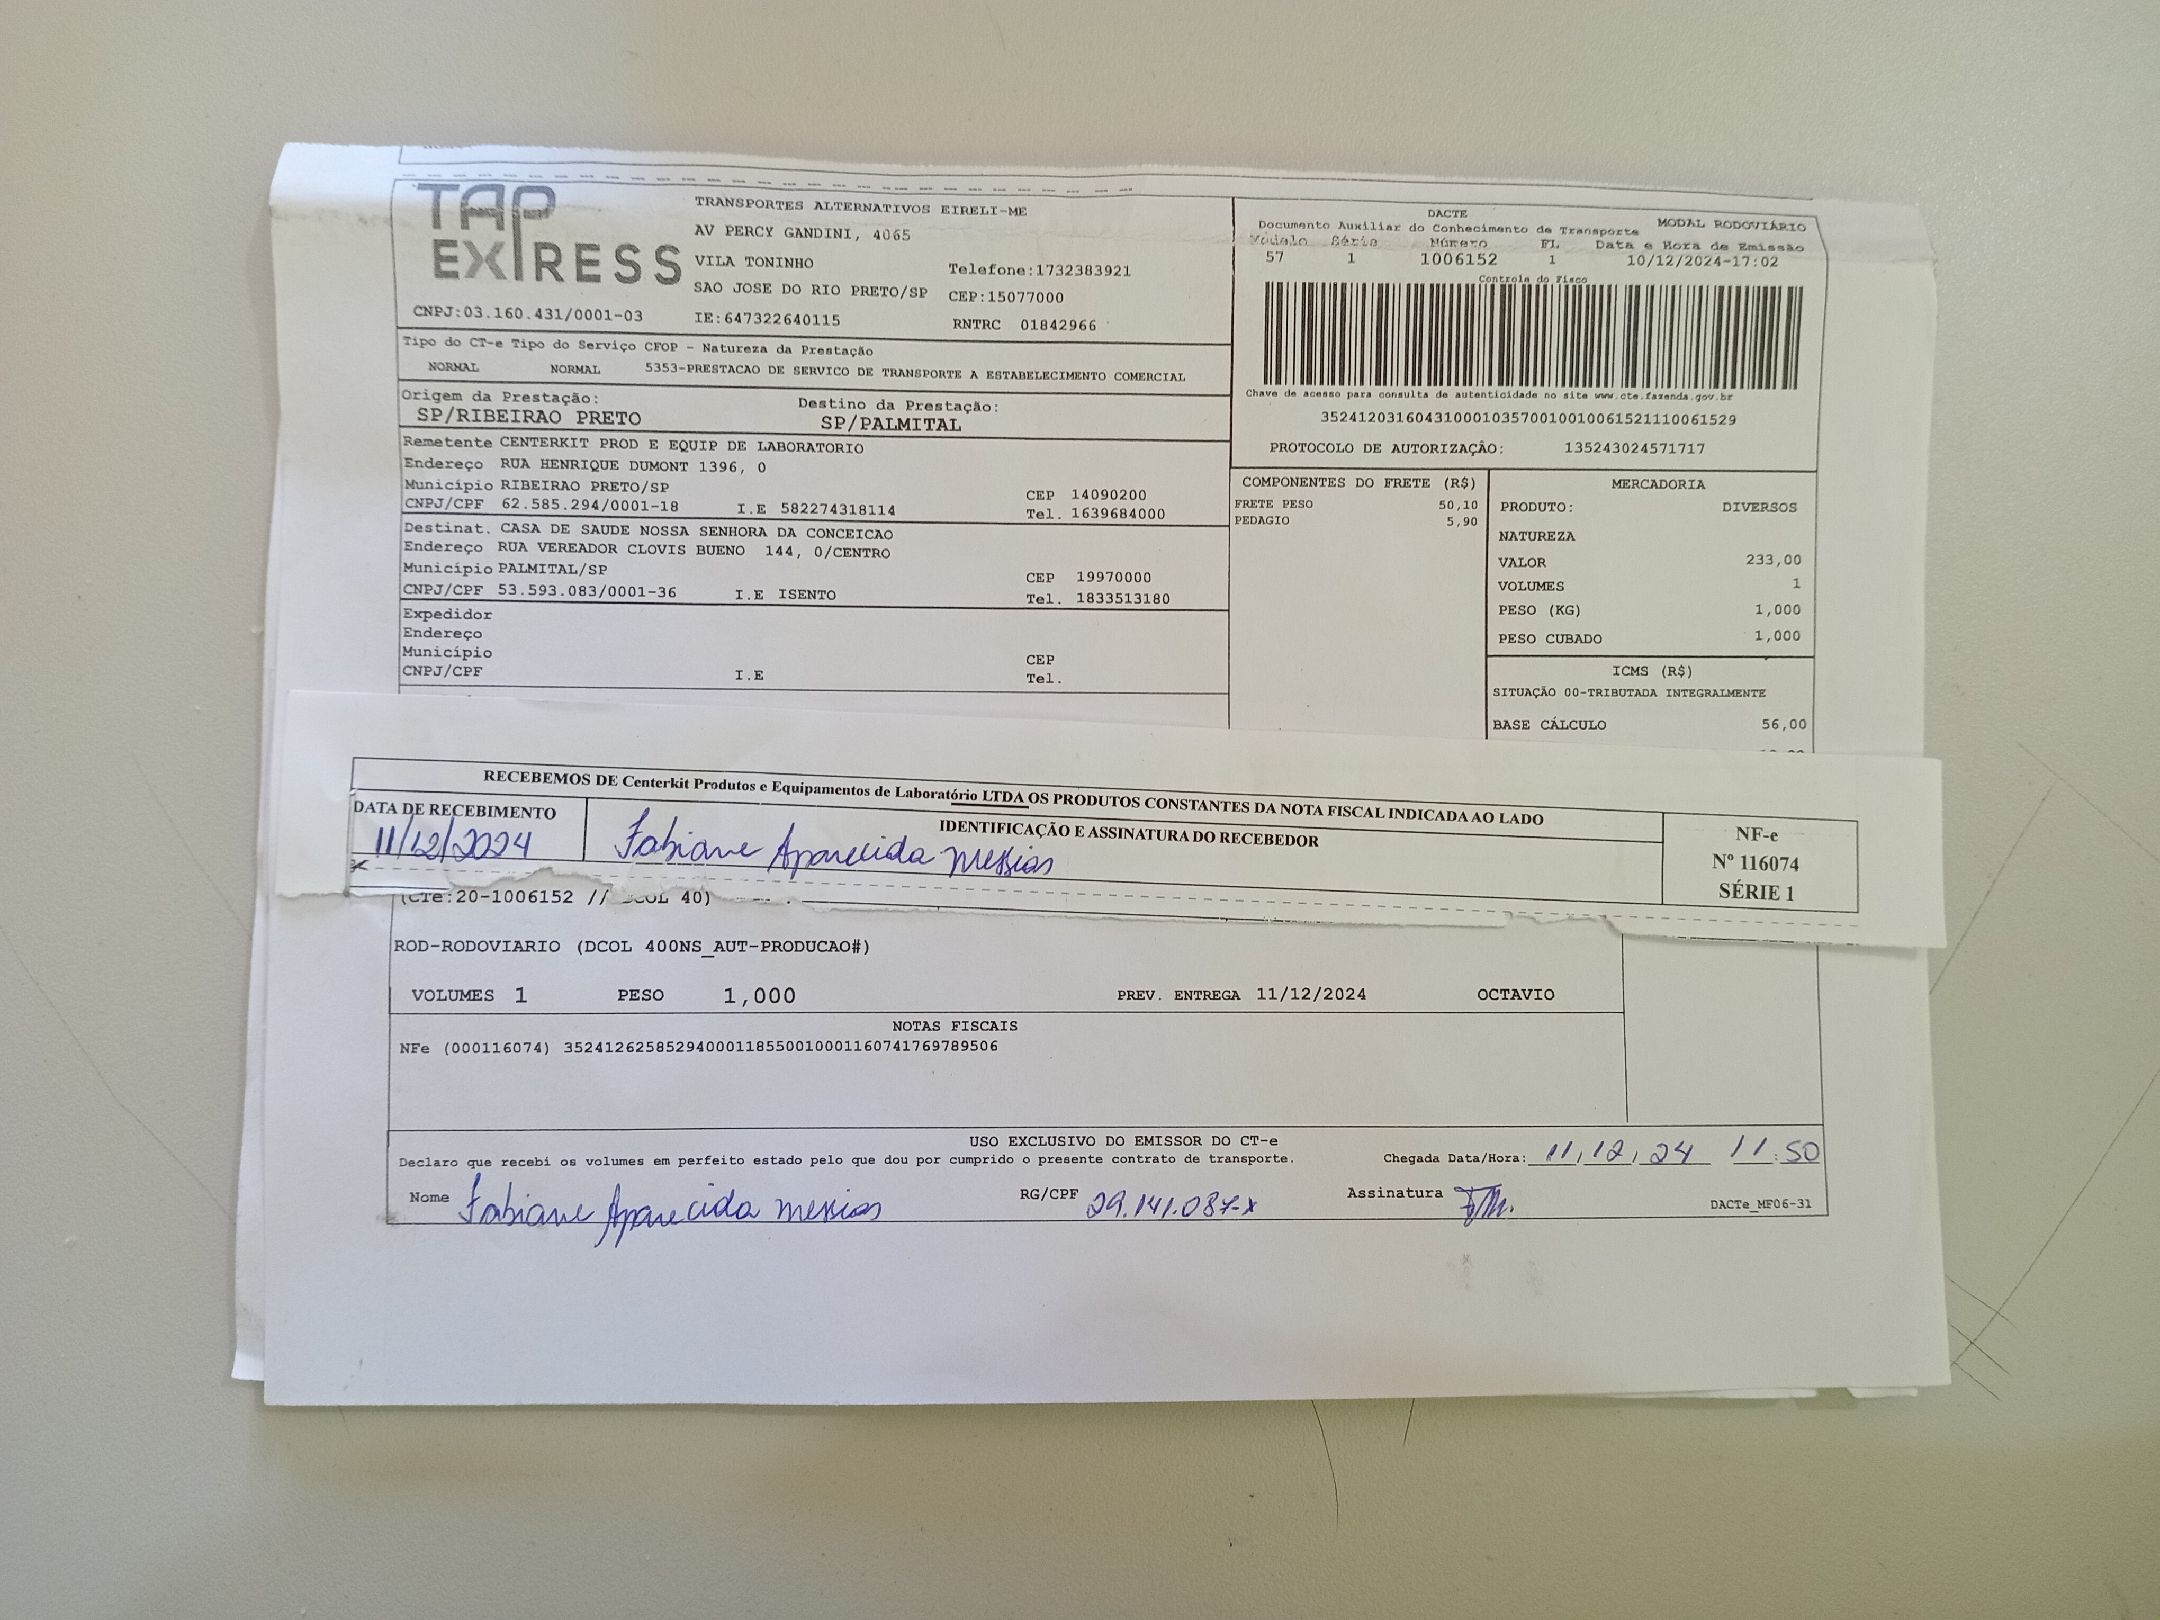 TAP EXPRESS
TRANSPORTES ALTERNATIVOS EIRELI-ME
AV PERCY GANDINI, 4065
VILA TONINHO Telefone:1732383921
SAO JOSE DO RIO PRETO/SP CEP:15077000
CNPJ:03.160.431/0001-03 IE:647322640115 RNTRC 01842966
DACTE MODAL RODOVIÁRIO
Documento Auxiliar do Conhecimento de Transporte
Modelo Série Número FL Data e Hora de Emissão
57 1 1006152 1 10/12/2024-17:02
Controle do Fisco
Chave de acesso para consulta de autenticidade no site www.cte.fazenda.gov.br
35241203160431000103570010010061521110061529
PROTOCOLO DE AUTORIZAÇÃO: 135243024571717
Tipo do CT-e Tipo do Serviço CFOP - Natureza da Prestação
NORMAL NORMAL 5353-PRESTACAO DE SERVICO DE TRANSPORTE A ESTABELECIMENTO COMERCIAL
Origem da Prestação: Destino da Prestação:
SP/RIBEIRAO PRETO SP/PALMITAL
Remetente CENTERKIT PROD E EQUIP DE LABORATORIO
Endereço RUA HENRIQUE DUMONT 1396, 0
Município RIBEIRAO PRETO/SP CEP 14090200
CNPJ/CPF 62.585.294/0001-18 I.E 582274318114 Tel. 1639684000
Destinat. CASA DE SAUDE NOSSA SENHORA DA CONCEICAO
Endereço RUA VEREADOR CLOVIS BUENO 144, 0/CENTRO
Município PALMITAL/SP CEP 19970000
CNPJ/CPF 53.593.083/0001-36 I.E ISENTO Tel. 1833513180
Expedidor
Endereço
Município CEP
CNPJ/CPF I.E Tel.
COMPONENTES DO FRETE (R$)
FRETE PESO 50,10
PEDAGIO 5,90
MERCADORIA
PRODUTO: DIVERSOS
NATUREZA
VALOR 233,00
VOLUMES 1
PESO (KG) 1,000
PESO CUBADO 1,000
ICMS (R$)
SITUAÇÃO 00-TRIBUTADA INTEGRALMENTE
BASE CÁLCULO 56,00
RECEBEMOS DE Centerkit Produtos e Equipamentos de Laboratório LTDA OS PRODUTOS CONSTANTES DA NOTA FISCAL INDICADA AO LADO
DATA DE RECEBIMENTO IDENTIFICAÇÃO E ASSINATURA DO RECEBEDOR
11/12/2024 Fabiane Aparecida Messias
NF-e
Nº 116074
SÉRIE 1
(CTe:20-1006152 // 40)
ROD-RODOVIARIO (DCOL 400NS_AUT-PRODUCAO#)
VOLUMES 1 PESO 1,000 PREV. ENTREGA 11/12/2024 OCTAVIO
NOTAS FISCAIS
NFe (000116074) 35241262585294000118550010001160741769789506
USO EXCLUSIVO DO EMISSOR DO CT-e
Declaro que recebi os volumes em perfeito estado pelo que dou por cumprido o presente contrato de transporte. Chegada Data/Hora: 11,12,24 11:50
Nome Fabiane Aparecida Messias RG/CPF 29.141.087-x Assinatura DACTe_MF06-31